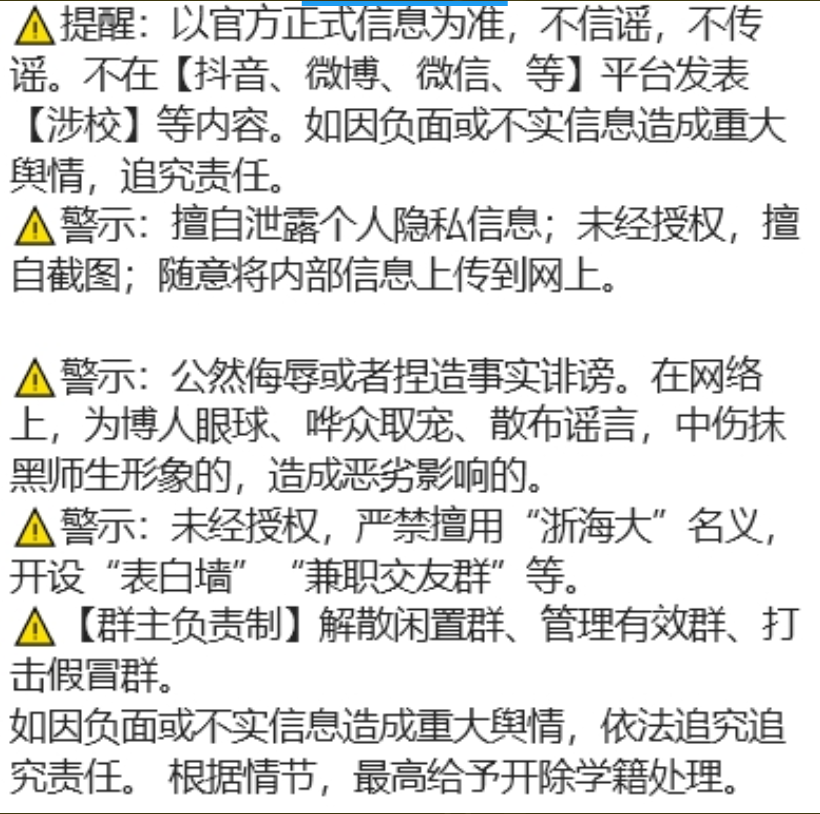 ⚠️提醒：以官方正式信息为准，不信谣，不传
谣。不在【抖音、微博、微信、等】平台发表
【涉校】等内容。如因负面或不实信息造成重大
舆情，追究责任。
⚠️警示：擅自泄露个人隐私信息；未经授权，擅
自截图；随意将内部信息上传到网上。
⚠️警示：公然侮辱或者捏造事实诽谤。在网络
上，为博人眼球、哗众取宠、散布谣言，中伤抹
黑师生形象的，造成恶劣影响的。
⚠️警示：未经授权，严禁擅用“浙海大”名义，
开设“表白墙”“兼职交友群”等。
⚠️【群主负责制】解散闲置群、管理有效群、打
击假冒群。
如因负面或不实信息造成重大舆情，依法追究追
究责任。 根据情节，最高给予开除学籍处理。